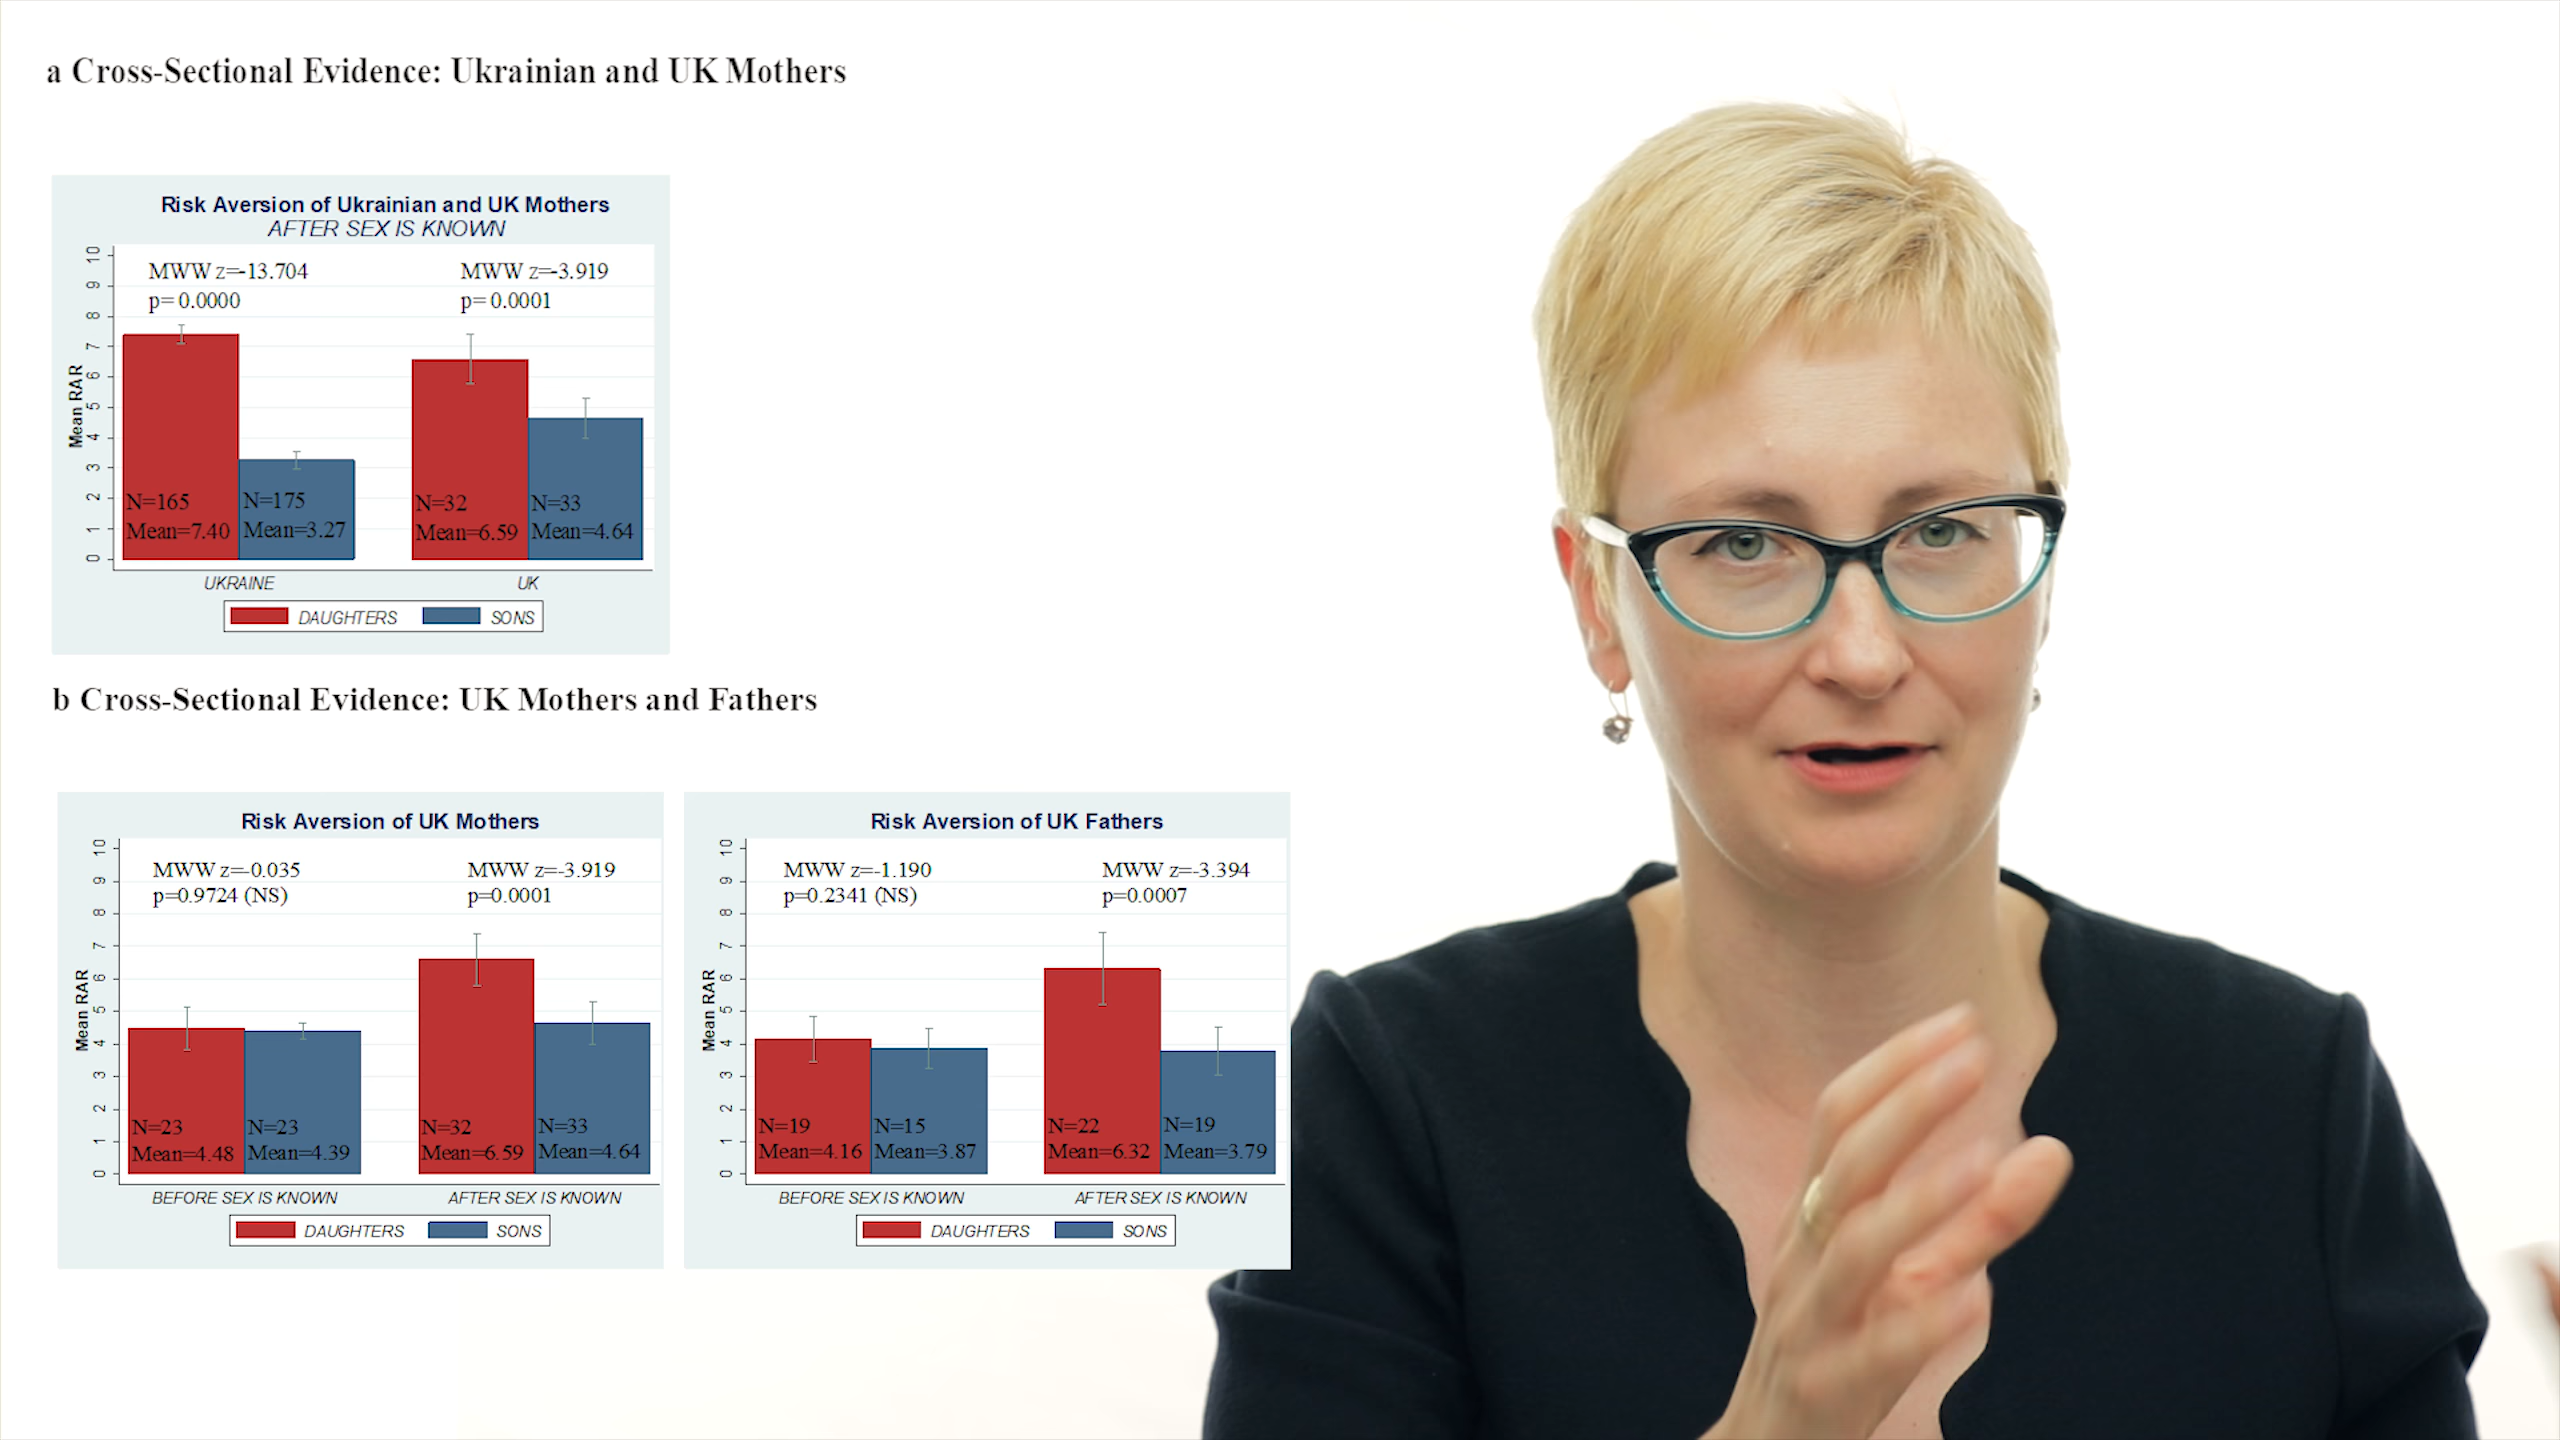 a Cross-Sectional Evidence: Ukrainian and UK Mothers
Risk Aversion of Ukrainian and UK Mothers
AFTER SEX IS KNOWN
MWW z=-13.704
p= 0.0000
MWW z=-3.919
p= 0.0001
Mean RAR
0 1 2 3 4 5 6 7 8 9 10
N=165
Mean=7.40
N=175
Mean=3.27
N=32
Mean=6.59
N=33
Mean=4.64
UKRAINE
UK
DAUGHTERS
SONS
b Cross-Sectional Evidence: UK Mothers and Fathers
Risk Aversion of UK Mothers
MWW z=-0.035
p=0.9724 (NS)
MWW z=-3.919
p=0.0001
Mean RAR
0 1 2 3 4 5 6 7 8 9 10
N=23
Mean=4.48
N=23
Mean=4.39
N=32
Mean=6.59
N=33
Mean=4.64
BEFORE SEX IS KNOWN
AFTER SEX IS KNOWN
DAUGHTERS
SONS
Risk Aversion of UK Fathers
MWW z=-1.190
p=0.2341 (NS)
MWW z=-3.394
p=0.0007
Mean RAR
0 1 2 3 4 5 6 7 8 9 10
N=19
Mean=4.16
N=15
Mean=3.87
N=22
Mean=6.32
N=19
Mean=3.79
BEFORE SEX IS KNOWN
AFTER SEX IS KNOWN
DAUGHTERS
SONS